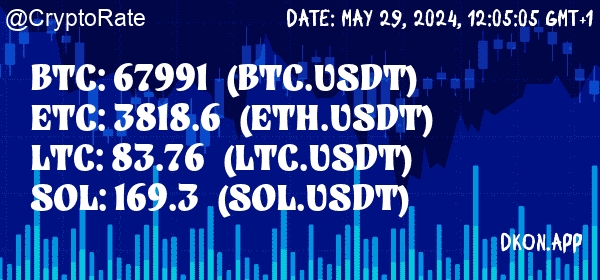 @CryptoRate
DATE: MAY 29, 2024, 12:05:05 GMT+1
BTC: 67991 (BTC.USDT)
ETC: 3818.6 (ETH.USDT)
LTC: 83.76 (LTC.USDT)
SOL: 169.3 (SOL.USDT)
DKON.APP